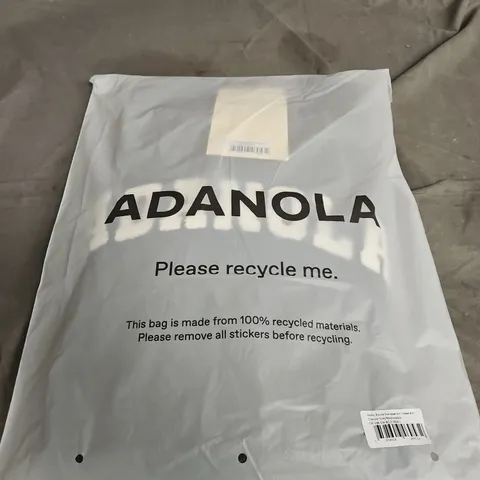 ADANOLA
Please recycle me.
This bag is made from 100% recycled materials.
Please remove all stickers before recycling.